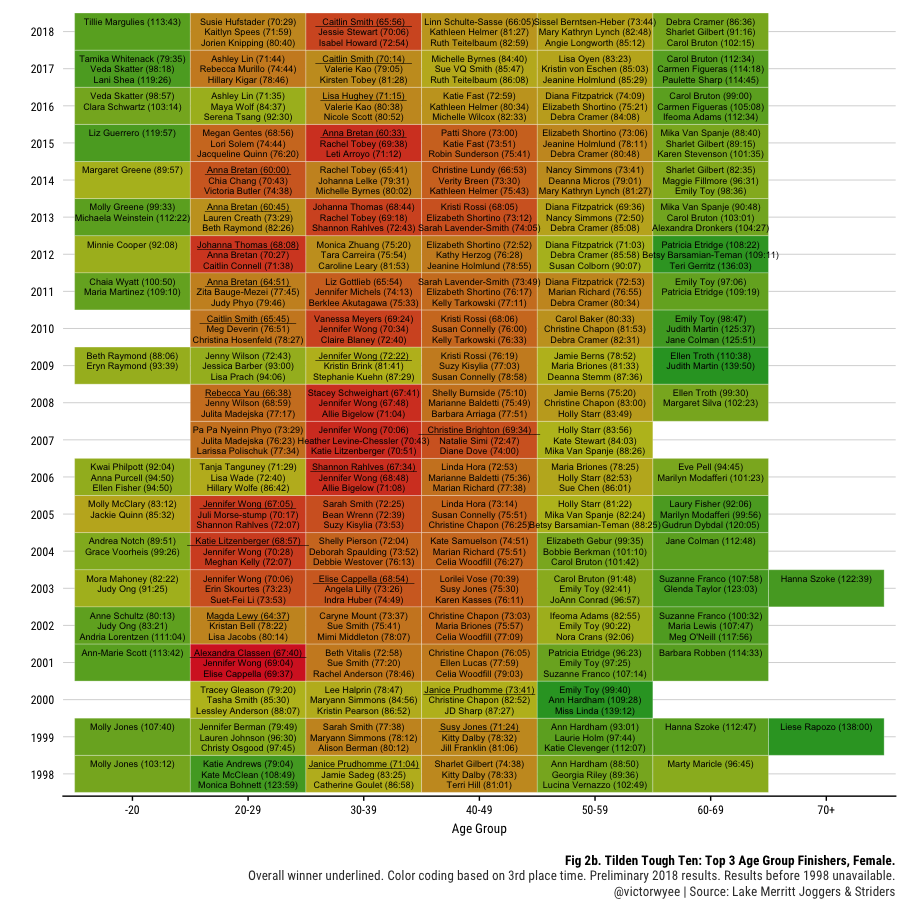 2018
Tillie Margulies (113:43) Susie Hufstader (70:29) Caitlin Smith (65:56) Linn Schulte-Sasse (66:05) Sissel Berntsen-Heber (73:44) Debra Cramer (86:36)
Kaitlyn Spees (71:59) Jessie Stewart (70:06) Kathleen Helmer (81:27) Mary Kathryn Lynch (82:48) Sharlet Gilbert (91:16)
Jorien Knipping (80:40) Isabel Howard (72:54) Ruth Teitelbaum (82:59) Angie Longworth (85:12) Carol Bruton (102:15)
2017
Tamika Whitenack (79:35) Ashley Lin (71:44) Caitlin Smith (70:14) Michelle Byrnes (84:40) Lisa Oyen (83:23) Carol Bruton (112:34)
Veda Skatter (98:18) Rebecca Murillo (74:44) Valerie Kao (79:05) Sue VQ Smith (85:47) Kristin von Eschen (85:03) Carmen Figueras (114:18)
Lani Shea (119:26) Hillary Kigar (78:46) Kirsten Tobey (81:28) Ruth Teitelbaum (86:08) Jeanine Holmlund (85:29) Paulette Sharp (114:45)
2016
Veda Skatter (98:57) Ashley Lin (71:35) Lisa Hughey (71:15) Katie Fast (72:59) Diana Fitzpatrick (74:09) Carol Bruton (99:00)
Clara Schwartz (103:14) Maya Wolf (84:37) Valerie Kao (80:38) Kathleen Helmer (80:34) Elizabeth Shortino (75:21) Carmen Figueras (105:08)
Serena Tsang (92:30) Nicole Scott (80:52) Michelle Wilcox (82:33) Debra Cramer (84:08) Ifeoma Adams (112:34)
2015
Liz Guerrero (119:57) Megan Gentes (68:56) Anna Bretan (60:33) Patti Shore (73:00) Elizabeth Shortino (73:06) Mika Van Spanje (88:40)
Lori Solem (74:44) Rachel Tobey (69:38) Katie Fast (73:51) Jeanine Holmlund (78:11) Sharlet Gilbert (89:15)
Jacqueline Quinn (76:20) Leti Arroyo (71:12) Robin Sunderson (75:41) Debra Cramer (80:48) Karen Stevenson (101:35)
2014
Margaret Greene (89:57) Anna Bretan (60:00) Rachel Tobey (65:41) Christine Lundy (66:53) Nancy Simmons (73:41) Sharlet Gilbert (82:35)
Chia Chang (70:43) Johanna Lelke (79:31) Verity Breen (73:30) Deanna Micros (79:01) Maggie Fillmore (96:31)
Victoria Butler (74:38) Michelle Byrnes (80:02) Kathleen Helmer (75:43) Mary Kathryn Lynch (81:27) Emily Toy (98:36)
2013
Molly Greene (99:33) Anna Bretan (60:45) Johanna Thomas (68:44) Kristi Rossi (68:05) Diana Fitzpatrick (69:36) Mika Van Spanje (90:48)
Michaela Weinstein (112:22) Lauren Creath (73:29) Rachel Tobey (69:18) Elizabeth Shortino (73:12) Nancy Simmons (72:50) Carol Bruton (103:01)
Beth Raymond (82:26) Shannon Rahlves (72:43) Sarah Lavender-Smith (74:05) Debra Cramer (85:08) Alexandra Dronkers (104:27)
2012
Minnie Cooper (92:08) Johanna Thomas (68:08) Monica Zhuang (75:20) Elizabeth Shortino (72:52) Diana Fitzpatrick (71:03) Patricia Etridge (108:22)
Anna Bretan (70:27) Tara Carreira (75:54) Kathy Herzog (76:28) Debra Cramer (85:58) Betsy Barsamian-Teman (109:11)
Caitlin Connell (71:38) Caroline Leary (81:53) Jeanine Holmlund (78:55) Susan Colborn (90:07) Teri Gerritz (136:03)
2011
Chaia Wyatt (100:50) Anna Bretan (64:51) Liz Gottlieb (65:54) Sarah Lavender-Smith (73:49) Diana Fitzpatrick (72:53) Emily Toy (97:06)
Maria Martinez (109:10) Zita Bauge-Mezei (77:45) Jennifer Michels (74:13) Elizabeth Shortino (76:17) Marian Richard (76:55) Patricia Etridge (109:19)
Judy Phyo (79:46) Berklee Akutagawa (75:33) Kelly Tarkowski (77:11) Debra Cramer (80:34)
2010
Caitlin Smith (65:45) Vanessa Meyers (69:24) Kristi Rossi (68:06) Carol Baker (80:33) Emily Toy (98:47)
Meg Deverin (76:51) Jennifer Wong (70:34) Susan Connelly (76:00) Christine Chapon (81:53) Judith Martin (125:37)
Christina Hosenfeld (78:27) Claire Blaney (72:40) Kelly Tarkowski (76:33) Debra Cramer (82:31) Jane Colman (125:51)
2009
Beth Raymond (88:06) Jenny Wilson (72:43) Jennifer Wong (72:22) Kristi Rossi (76:19) Jamie Berns (78:52) Ellen Troth (110:38)
Eryn Raymond (93:39) Jessica Barber (93:00) Kristin Brink (81:41) Suzy Kisylia (77:03) Maria Briones (81:33) Judith Martin (139:50)
Lisa Prach (94:06) Stephanie Kuehn (87:29) Susan Connelly (78:58) Deanna Stemm (87:36)
2008
Rebecca Yau (66:38) Stacey Schweighart (67:41) Shelly Burnside (75:10) Jamie Berns (75:20) Ellen Troth (99:30)
Jenny Wilson (68:59) Jennifer Wong (67:48) Marianne Baldetti (75:49) Christine Chapon (83:00) Margaret Silva (102:23)
Julita Madejska (77:17) Allie Bigelow (71:04) Barbara Arriaga (77:51) Holly Starr (83:49)
2007
Pa Pa Nyeinn Phyo (73:29) Jennifer Wong (70:06) Christine Brighton (69:34) Holly Starr (83:56)
Julita Madejska (76:23) Heather Levine-Chessler (70:43) Natalie Simi (72:47) Kate Stewart (84:03)
Larissa Polischuk (77:34) Katie Litzenberger (70:51) Diane Dove (74:00) Mika Van Spanje (88:26)
2006
Kwai Philpott (92:04) Tanja Tanguney (71:29) Shannon Rahlves (67:34) Linda Hora (72:53) Maria Briones (78:25) Eve Pell (94:45)
Anna Purcell (94:50) Lisa Wade (72:40) Jennifer Wong (68:48) Marianne Baldetti (75:36) Holly Starr (83:52) Marilyn Modafferi (101:23)
Ellen Fisher (94:50) Hillary Wolfe (86:42) Allie Bigelow (71:08) Marian Richard (77:38) Sue Chen (86:01)
2005
Molly McClary (83:12) Jennifer Wong (67:05) Sarah Smith (72:25) Linda Hora (73:14) Holly Starr (81:22) Laury Fisher (92:06)
Jackie Quinn (85:32) Juli Morse-stump (70:17) Bean Wrenn (72:39) Susan Connelly (75:51) Mika Van Spanje (82:24) Marilyn Modafferi (99:56)
Shannon Rahlves (72:07) Suzy Kisylia (73:53) Christine Chapon (76:25) Betsy Barsamian-Teman (88:25) Gudrun Dybdal (120:05)
2004
Andrea Notch (89:51) Katie Litzenberger (68:57) Shelly Pierson (72:04) Kate Samuelson (74:51) Elizabeth Gebur (99:35) Jane Colman (112:48)
Grace Voorheis (99:26) Jennifer Wong (70:28) Deborah Spaulding (73:52) Marian Richard (75:51) Bobbie Berkman (101:10)
Meghan Kelly (72:07) Debbie Westover (76:13) Celia Woodfill (76:27) Carol Bruton (101:42)
2003
Mora Mahoney (82:22) Jennifer Wong (70:06) Elise Cappella (68:54) Lorilei Vose (70:39) Carol Bruton (91:48) Suzanne Franco (107:58) Hanna Szoke (122:39)
Judy Ong (91:25) Erin Skourtes (73:23) Angela Lilly (73:26) Susy Jones (75:30) Emily Toy (92:41) Glenda Taylor (120:38)
Suet-Fei Li (73:53) Indra Huber (74:49) Karen Kasses (76:11) JoAnn Conrad (96:57)
2002
Anne Schultz (80:13) Magda Lewy (64:37) Caryne Mount (73:37) Christine Chapon (73:03) Ifeoma Adams (82:55) Suzanne Franco (100:32)
Judy Ong (83:21) Kristan Bell (78:22) Sue Smith (75:41) Maria Briones (75:57) Emily Toy (90:22) Maria Lewis (107:47)
Andria Lorentzen (111:04) Lisa Jacobs (80:14) Mimi Middleton (78:07) Celia Woodfill (77:09) Nora Crans (92:06) Meg O'Neill (117:56)
2001
Ann-Marie Scott (113:42) Alexandra Classen (67:40) Beth Vitalis (72:58) Christine Chapon (76:05) Patricia Etridge (96:23) Barbara Robben (114:33)
Jennifer Wong (69:04) Sue Smith (77:20) Ellen Lucas (77:59) Emily Toy (97:25)
Elise Cappella (69:37) Rachel Anderson (78:46) Celia Woodfill (79:03) Suzanne Franco (107:14)
2000
Tracey Gleason (79:20) Lee Halprin (78:47) Janice Prudhomme (73:41) Emily Toy (99:40)
Tasha Smith (85:30) Maryann Simmons (84:56) Christine Chapon (82:52) Ann Hardham (109:28)
Lessley Anderson (88:07) Kristin Pearson (86:52) JD Sharp (87:27) Miss Linda (139:12)
1999
Molly Jones (107:40) Jennifer Berman (79:49) Sarah Smith (77:38) Susy Jones (71:24) Ann Hardham (93:01) Hanna Szoke (112:47) Liese Rapozo (138:00)
Lauren Johnson (96:30) Maryann Simmons (78:12) Kitty Dalby (78:32) Laurie Holm (97:44)
Christy Osgood (97:45) Alison Berman (80:12) Jill Franklin (81:06) Katie Clevenger (112:07)
1998
Molly Jones (103:12) Katie Andrews (79:04) Janice Prudhomme (71:04) Sharlet Gilbert (74:38) Ann Hardham (88:50) Marty Maricle (96:45)
Kate McClean (108:49) Jamie Sadeg (83:25) Kitty Dalby (78:33) Georgia Riley (89:36)
Monica Bohnett (123:59) Catherine Goulet (86:58) Terri Hill (81:01) Lucina Vernazzo (102:49)
-20 20-29 30-39 40-49 50-59 60-69 70+
Age Group
Fig 2b. Tilden Tough Ten: Top 3 Age Group Finishers, Female.
Overall winner underlined. Color coding based on 3rd place time. Preliminary 2018 results. Results before 1998 unavailable.
@victorwyee | Source: Lake Merritt Joggers & Striders